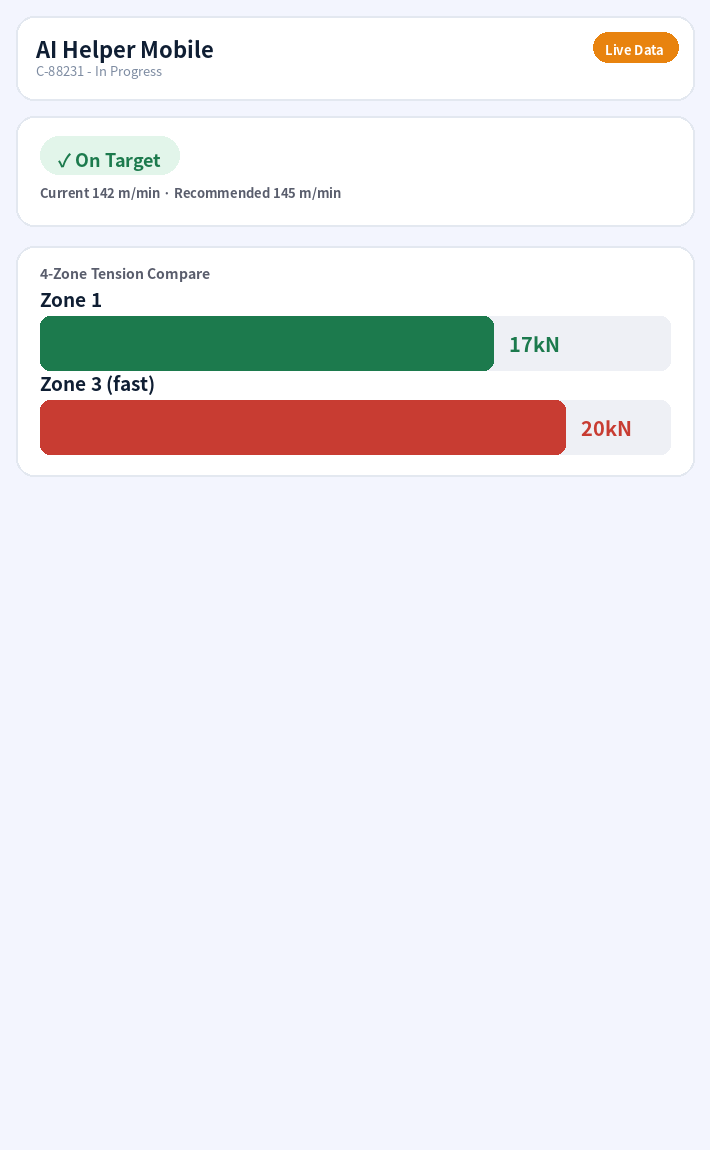 AI Helper Mobile
Live Data
C-88231 - In Progress
✓ On Target
Current 142 m/min · Recommended 145 m/min
4-Zone Tension Compare
Zone 1
17kN
Zone 3 (fast)
20kN